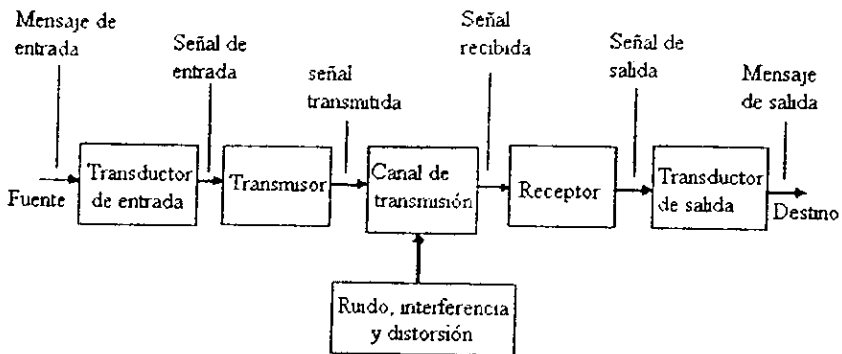 Mensaje de
entrada
Señal de
entrada
señal
transmitida
Señal
recibida
Señal de
salida
Mensaje
de salida
Fuente
Transductor
de entrada
Transmisor
Canal de
transmisión
Receptor
Transductor
de salida
Destino
Ruido, interferencia
y distorsión